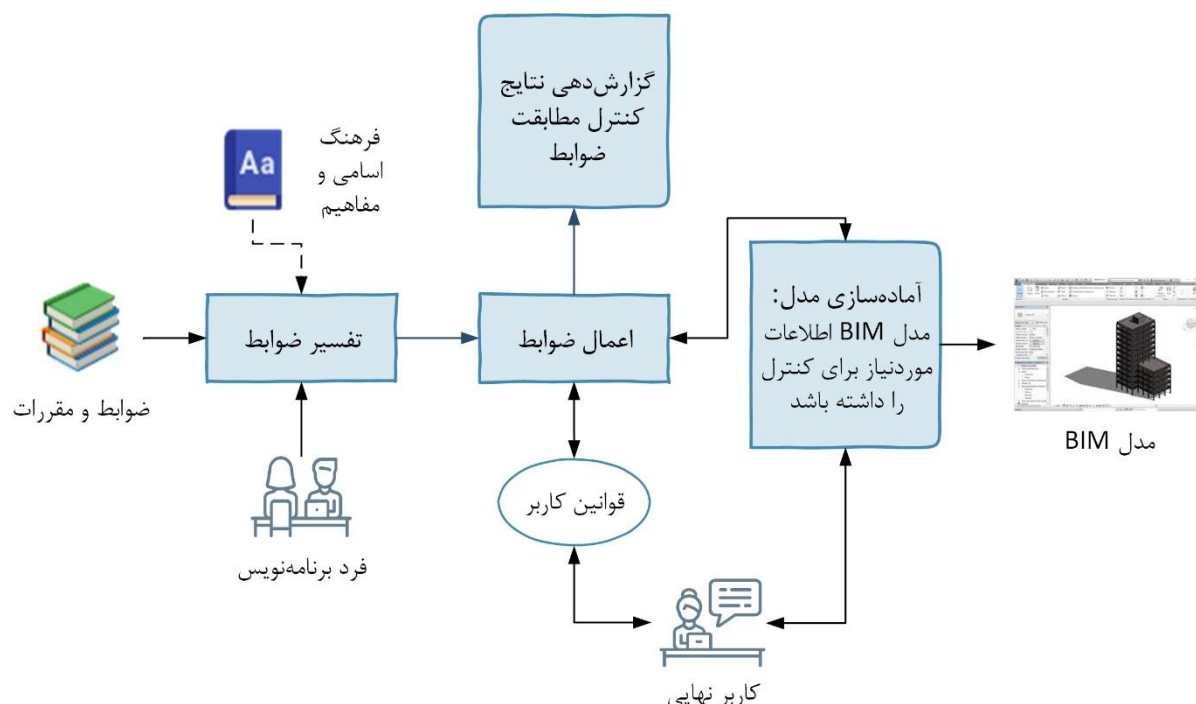 گزارش‌دهی نتایج
کنترل مطابقت
ضوابط
فرهنگ
اسامی و
مفاهیم
Aa
آماده‌سازی مدل:
مدل BIM اطلاعات
موردنیاز برای کنترل
را داشته باشد
اعمال ضوابط
تفسیر ضوابط
ضوابط و مقررات
مدل BIM
قوانین کاربر
فرد برنامه‌نویس
کاربر نهایی